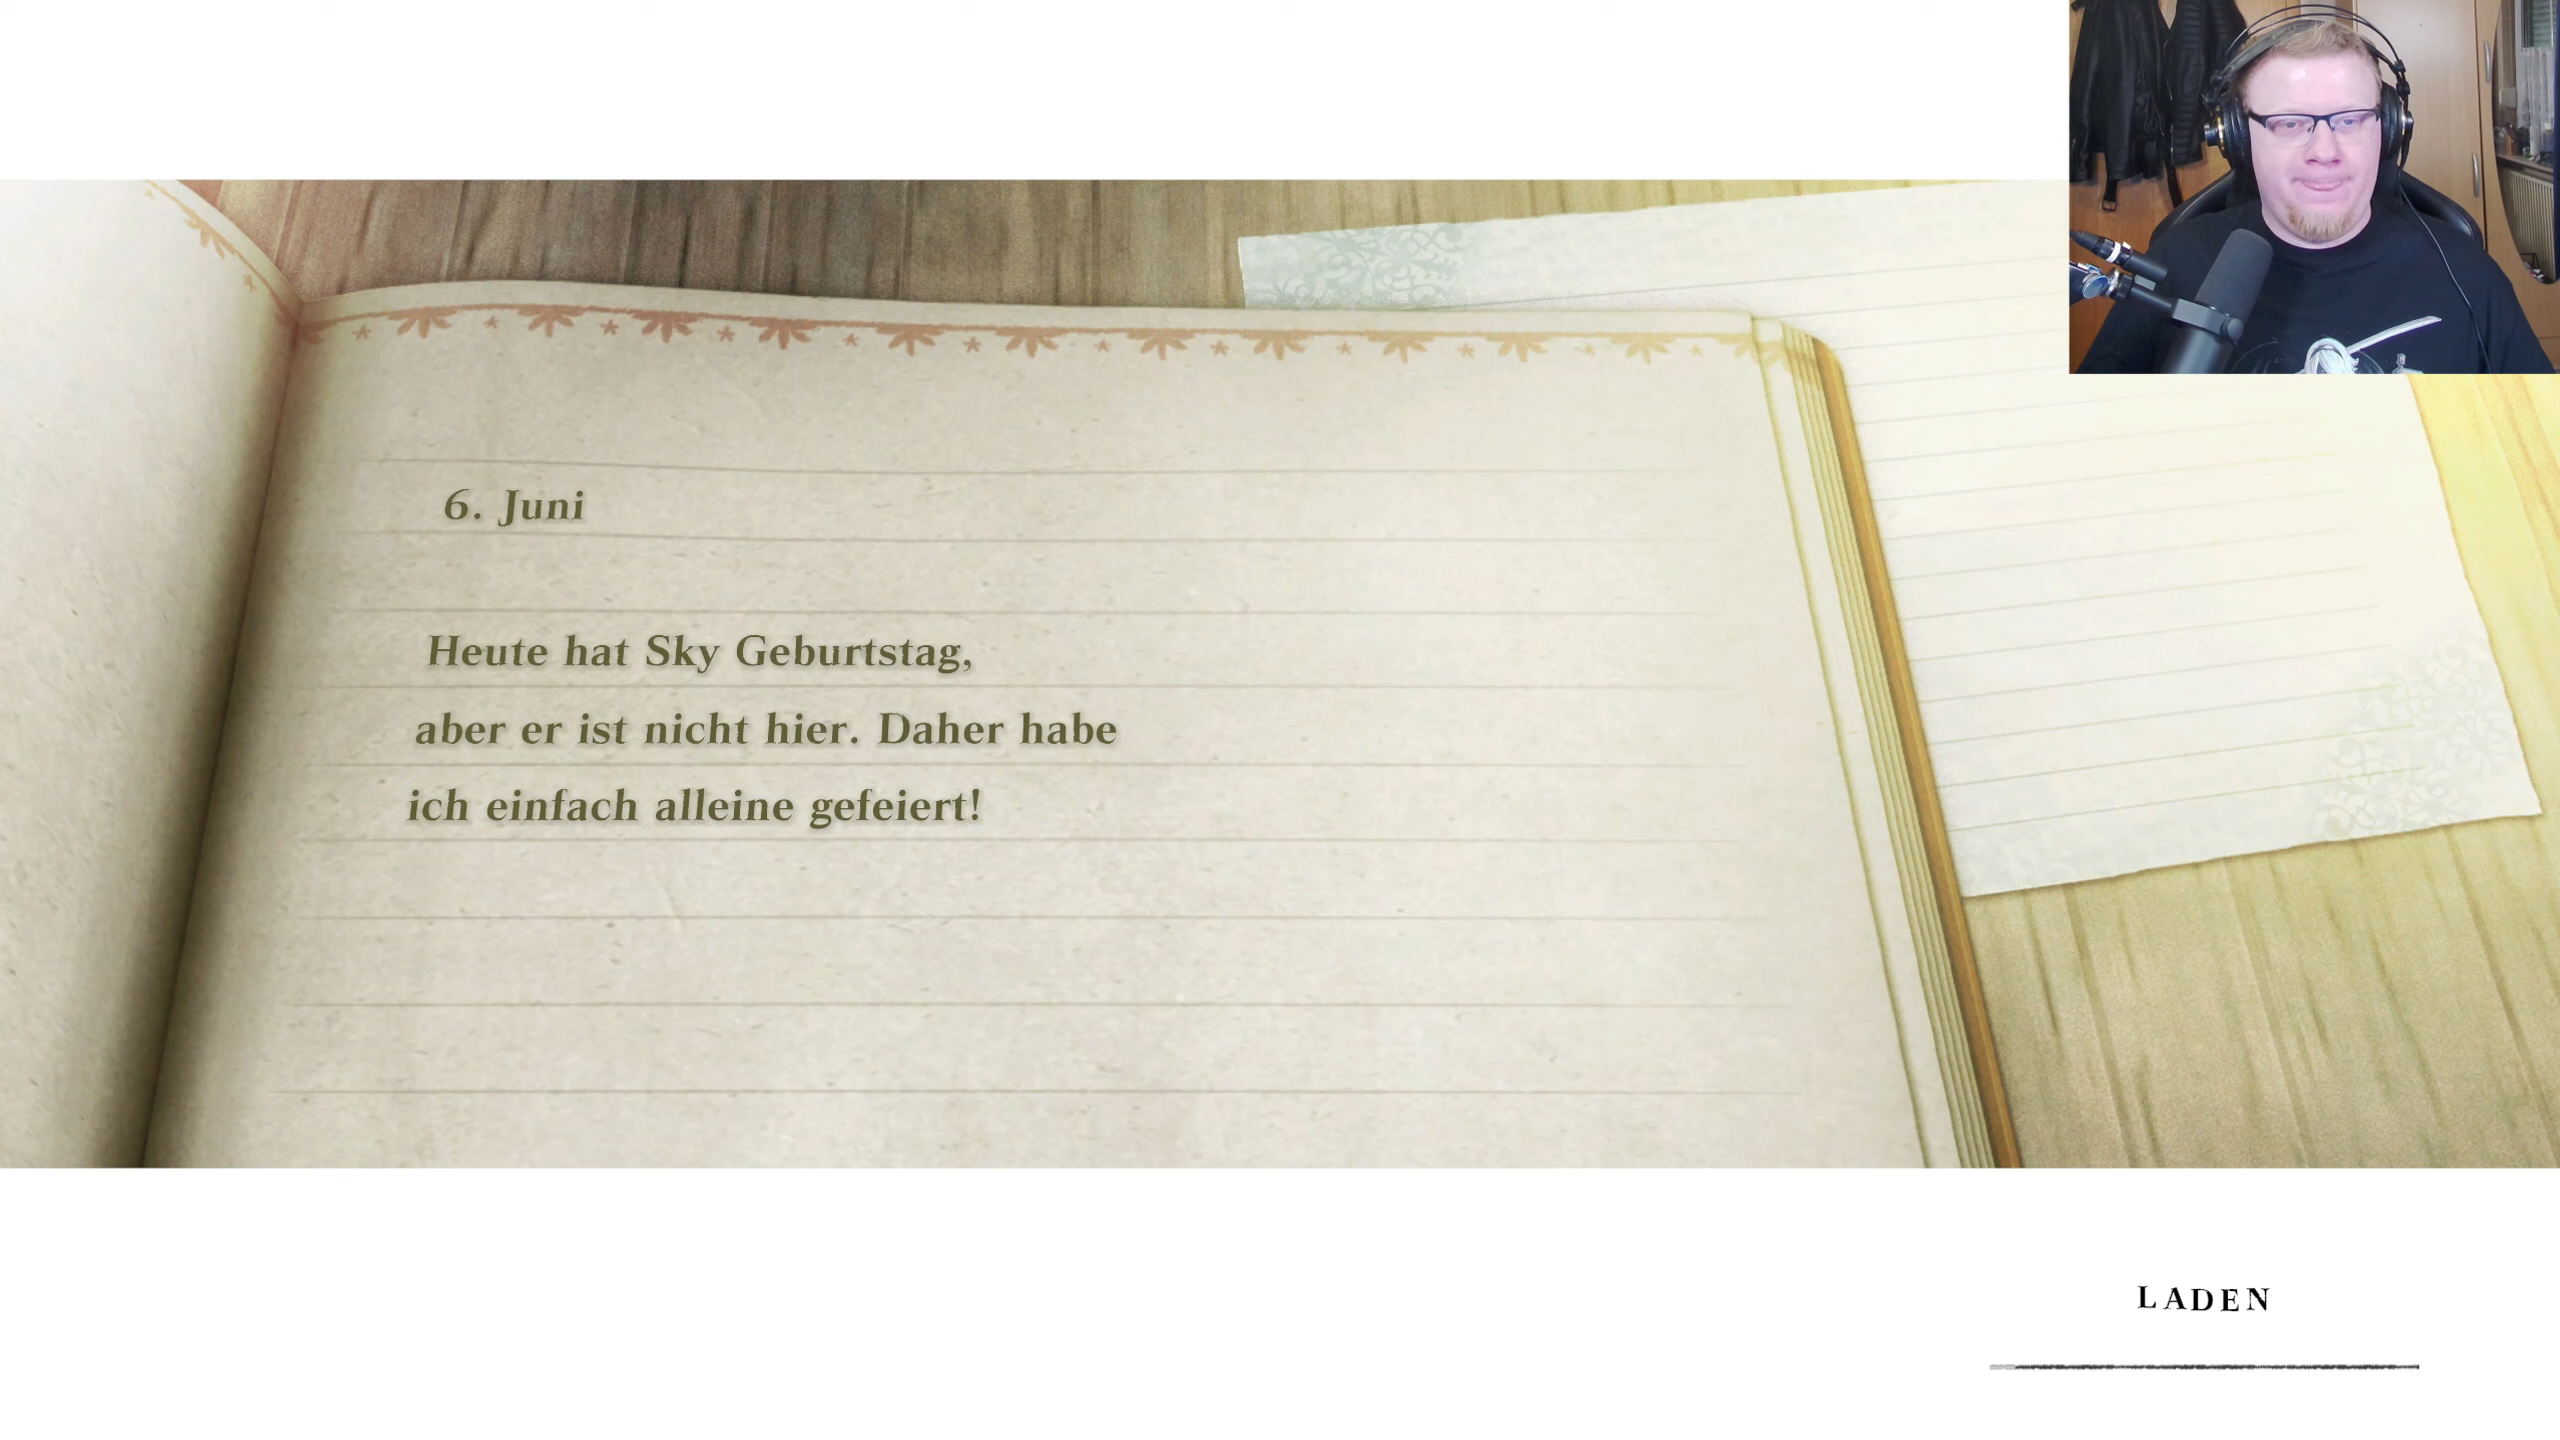 6. Juni
Heute hat Sky Geburtstag,
aber er ist nicht hier. Daher habe
ich einfach alleine gefeiert!
LADEN